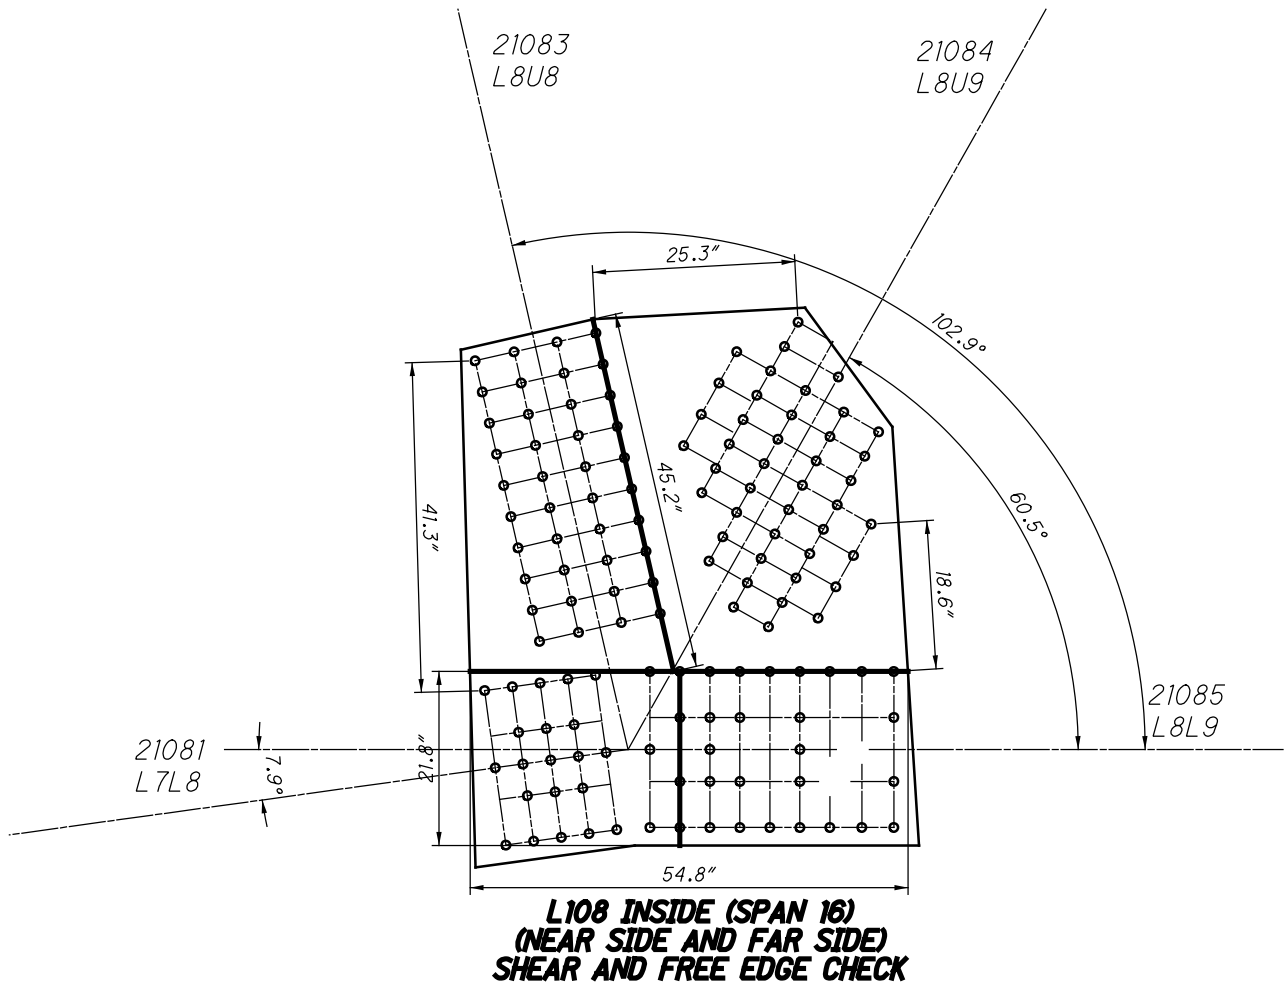 21083
L8U8
21084
L8U9
25.3"
102.9°
45.2"
60.5°
41.3"
18.6"
21085
L8L9
21081
L7L8
7.9°
21.8"
54.8"
L108 INSIDE (SPAN 16)
(NEAR SIDE AND FAR SIDE)
SHEAR AND FREE EDGE CHECK